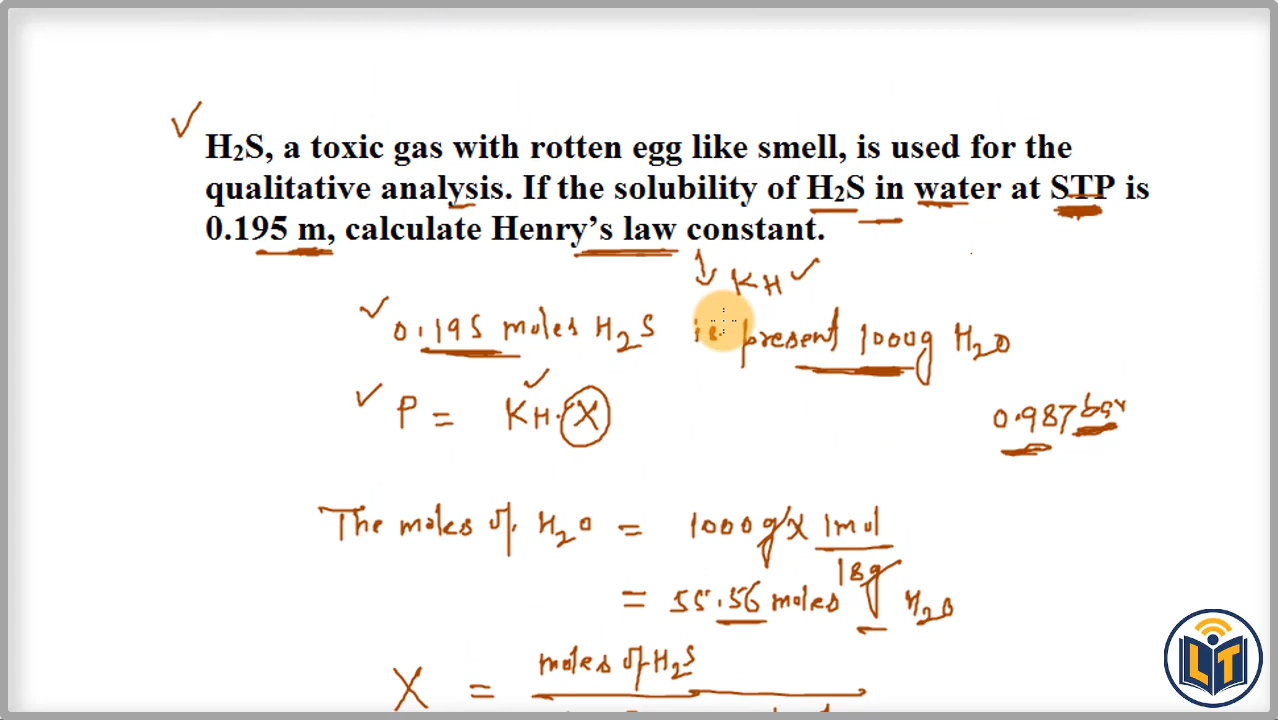 H2S, a toxic gas with rotten egg like smell, is used for the
qualitative analysis. If the solubility of H2S in water at STP is
0.195 m, calculate Henry's law constant.
KH
0.195 moles H2S is present 1000g H2O
P = KH.X
0.987 bar
The moles of H2O = 1000g X 1mol
18g
= 55.56 moles H2O
moles of H2S
X =
LT